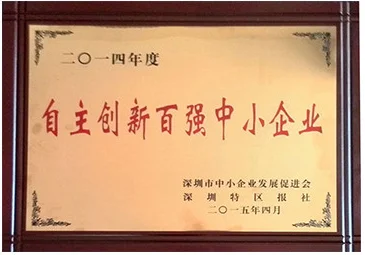 二〇一四年度
自主创新百强中小企业
深圳市中小企业发展促进会
深圳特区报社
二〇一五年四月